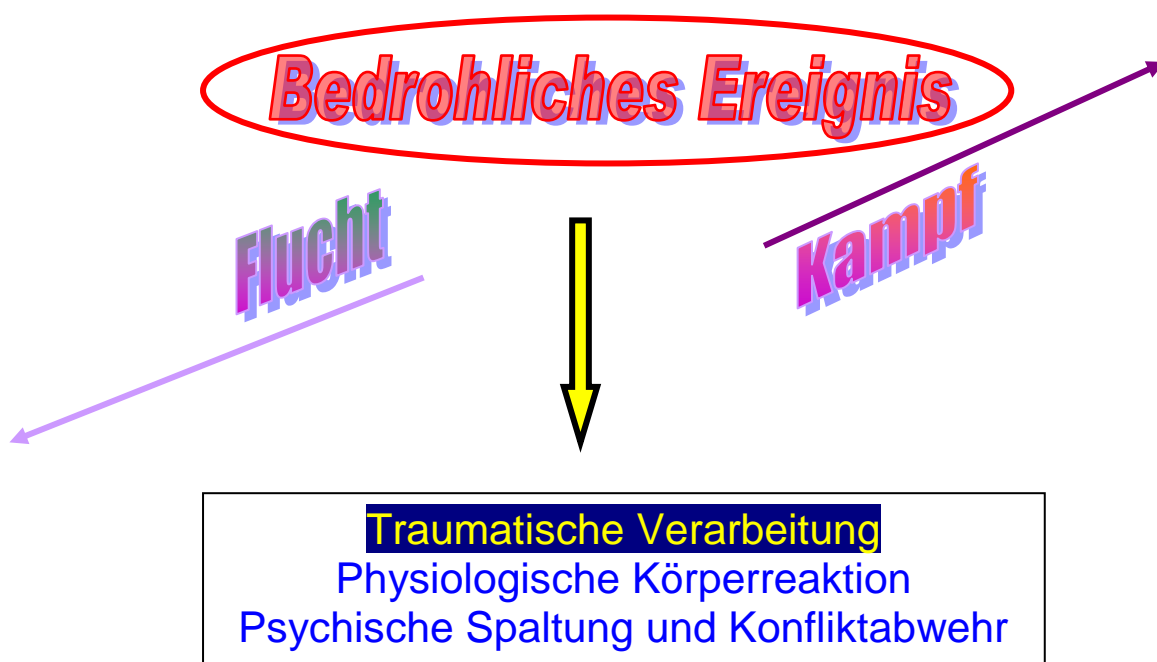 Bedrohliches Ereignis
Flucht
Kampf
Traumatische Verarbeitung
Physiologische Körperreaktion
Psychische Spaltung und Konfliktabwehr